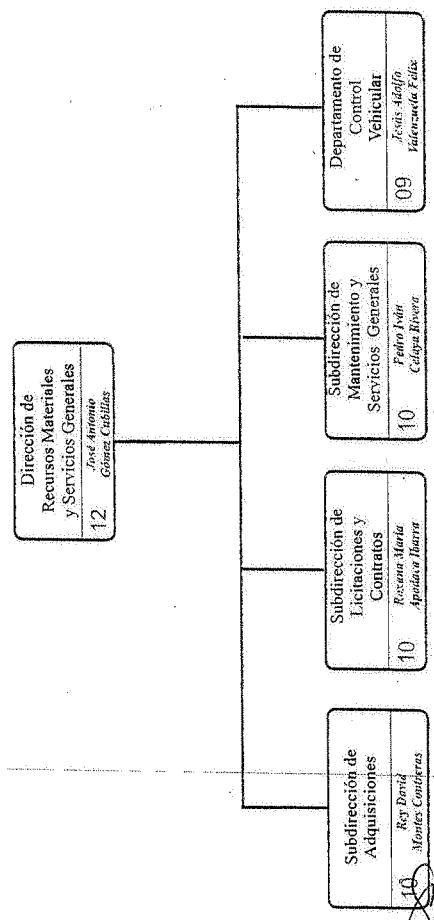 Dirección de
Recursos Materiales
y Servicios Generales
12
José Antonio
Gómez Cubillas
Subdirección de
Adquisiciones
10
Rey David
Montes Contreras
Subdirección de
Licitaciones y
Contratos
10
Roxana María
Apodaca Ibarra
Subdirección de
Mantenimiento y
Servicios Generales
10
Pedro Iván
Celaya Rivera
Departamento de
Control
Vehicular
09
Jesús Adolfo
Valenzuela Félix